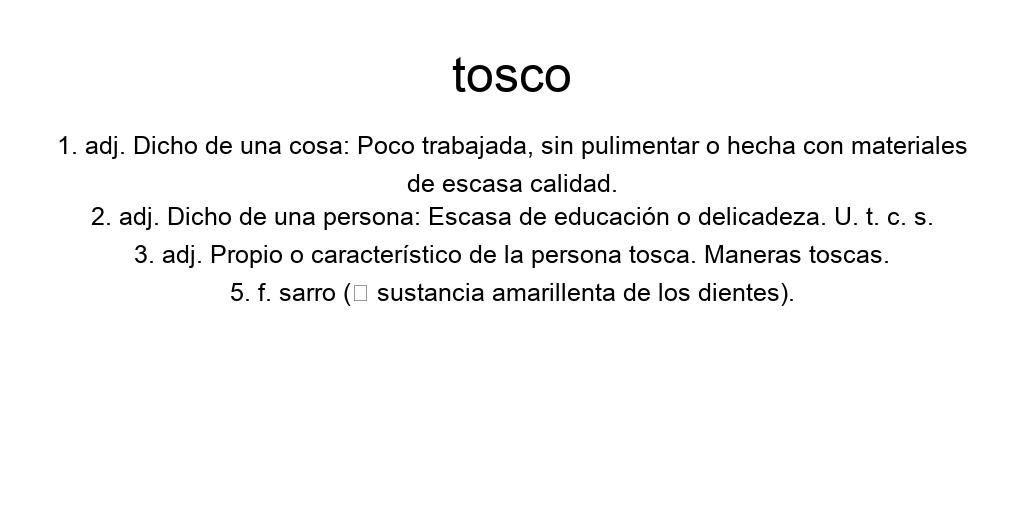 tosco
1. adj. Dicho de una cosa: Poco trabajada, sin pulimentar o hecha con materiales
de escasa calidad.
2. adj. Dicho de una persona: Escasa de educación o delicadeza. U. t. c. s.
3. adj. Propio o característico de la persona tosca. Maneras toscas.
5. f. sarro (□ sustancia amarillenta de los dientes).